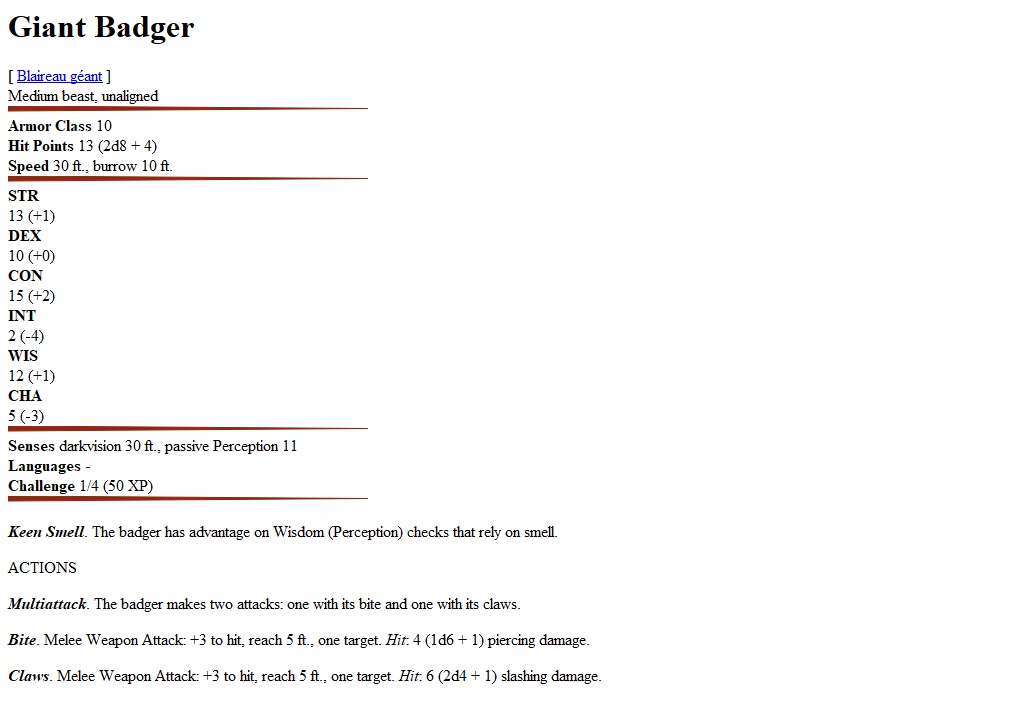 Giant Badger
[ Blaireau géant ]
Medium beast, unaligned
Armor Class 10
Hit Points 13 (2d8 + 4)
Speed 30 ft., burrow 10 ft.
STR
13 (+1)
DEX
10 (+0)
CON
15 (+2)
INT
2 (-4)
WIS
12 (+1)
CHA
5 (-3)
Senses darkvision 30 ft., passive Perception 11
Languages -
Challenge 1/4 (50 XP)
Keen Smell. The badger has advantage on Wisdom (Perception) checks that rely on smell.
ACTIONS
Multiattack. The badger makes two attacks: one with its bite and one with its claws.
Bite. Melee Weapon Attack: +3 to hit, reach 5 ft., one target. Hit: 4 (1d6 + 1) piercing damage.
Claws. Melee Weapon Attack: +3 to hit, reach 5 ft., one target. Hit: 6 (2d4 + 1) slashing damage.